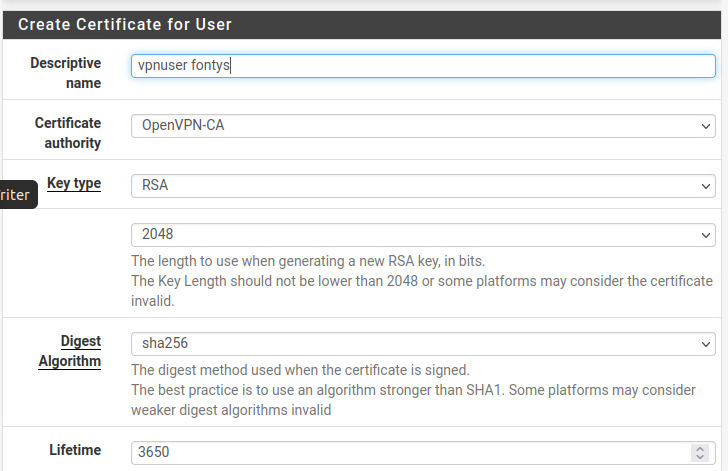 Create Certificate for User
Descriptive name
vpnuser fontys
Certificate authority
OpenVPN-CA
Key type
RSA
riter
2048
The length to use when generating a new RSA key, in bits.
The Key Length should not be lower than 2048 or some platforms may consider the certificate
invalid.
Digest Algorithm
sha256
The digest method used when the certificate is signed.
The best practice is to use an algorithm stronger than SHA1. Some platforms may consider
weaker digest algorithms invalid
Lifetime
3650